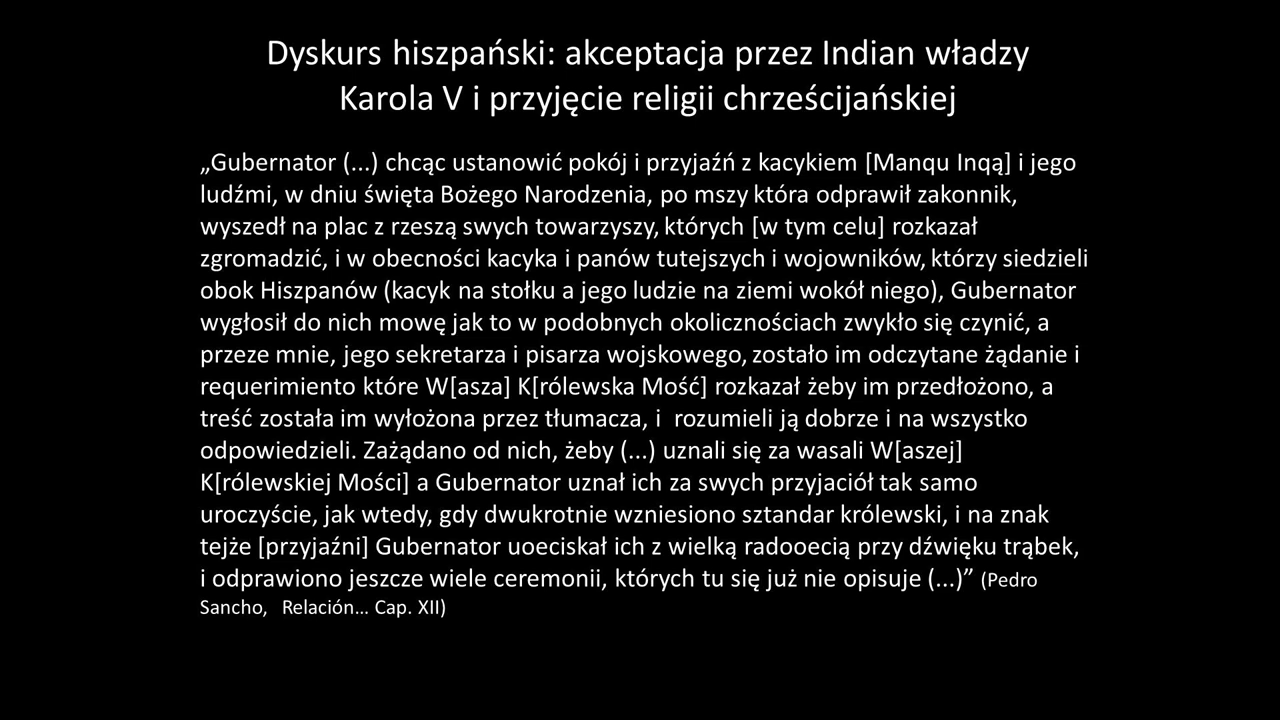 Dyskurs hiszpański: akceptacja przez Indian władzy
Karola V i przyjęcie religii chrześcijańskiej
„Gubernator (...) chcąc ustanowić pokój i przyjaźń z kacykiem [Manqu Inqą] i jego
ludźmi, w dniu święta Bożego Narodzenia, po mszy która odprawił zakonnik,
wyszedł na plac z rzeszą swych towarzyszy, których [w tym celu] rozkazał
zgromadzić, i w obecności kacyka i panów tutejszych i wojowników, którzy siedzieli
obok Hiszpanów (kacyk na stołku a jego ludzie na ziemi wokół niego), Gubernator
wygłosił do nich mowę jak to w podobnych okolicznościach zwykło się czynić, a
przeze mnie, jego sekretarza i pisarza wojskowego, zostało im odczytane żądanie i
requerimiento które W[asza] K[rólewska Mość] rozkazał żeby im przedłożono, a
treść została im wyłożona przez tłumacza, i  rozumieli ją dobrze i na wszystko
odpowiedzieli. Zażądano od nich, żeby (...) uznali się za wasali W[aszej]
K[rólewskiej Mości] a Gubernator uznał ich za swych przyjaciół tak samo
uroczyście, jak wtedy, gdy dwukrotnie wzniesiono sztandar królewski, i na znak
tejże [przyjaźni] Gubernator uoeciskał ich z wielką radooecią przy dźwięku trąbek,
i odprawiono jeszcze wiele ceremonii, których tu się już nie opisuje (...)” (Pedro
Sancho,  Relación... Cap. XII)